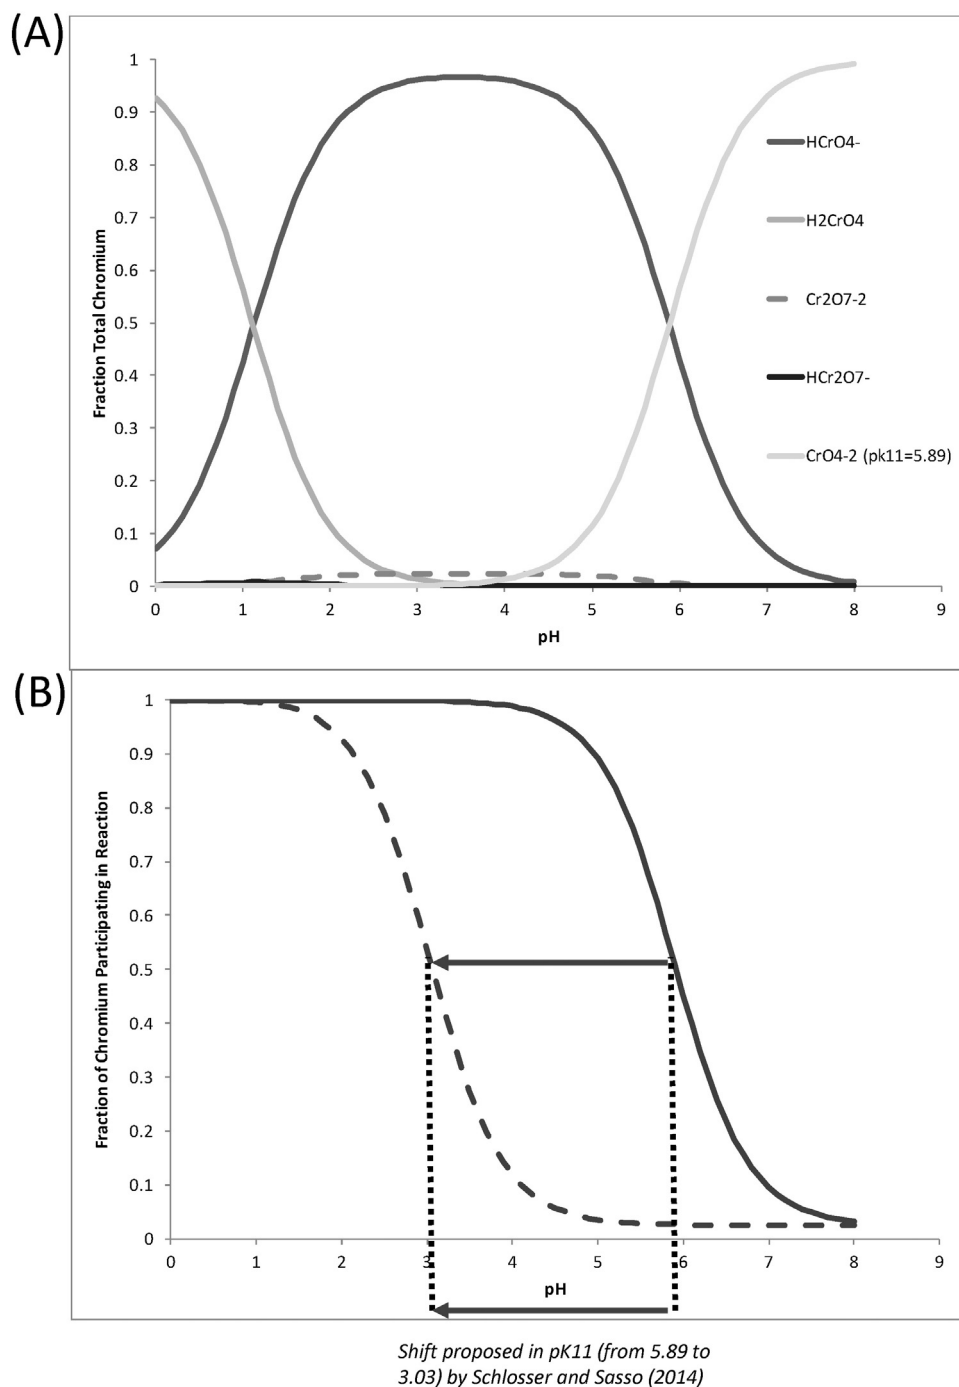 (A)
1
0.9
0.8
0.7
0.6
0.5
0.4
0.3
0.2
0.1
0
Fraction Total Chromium
0 1 2 3 4 5 6 7 8 9
pH
HCrO4-
H2CrO4
Cr2O7-2
HCr2O7-
CrO4-2 (pk11=5.89)
(B)
1
0.9
0.8
0.7
0.6
0.5
0.4
0.3
0.2
0.1
0
Fraction of Chromium Participating in Reaction
0 1 2 3 4 5 6 7 8 9
pH
Shift proposed in pK11 (from 5.89 to
3.03) by Schlosser and Sasso (2014)